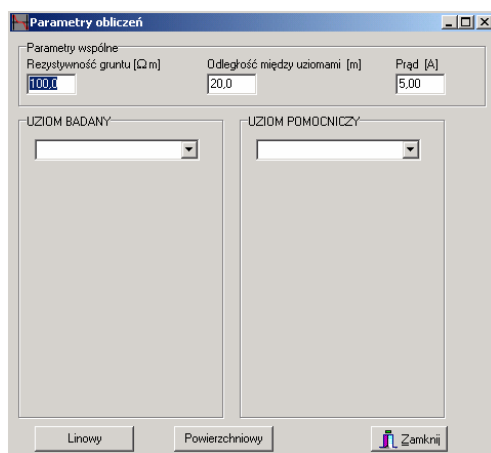 Parametry obliczeń
Parametry wspólne
Rezystywność gruntu [Ωm] Odległość między uziomami [m] Prąd [A]
100,0 20,0 5,00
UZIOM BADANY UZIOM POMOCNICZY
Linowy Powierzchniowy Zamknij